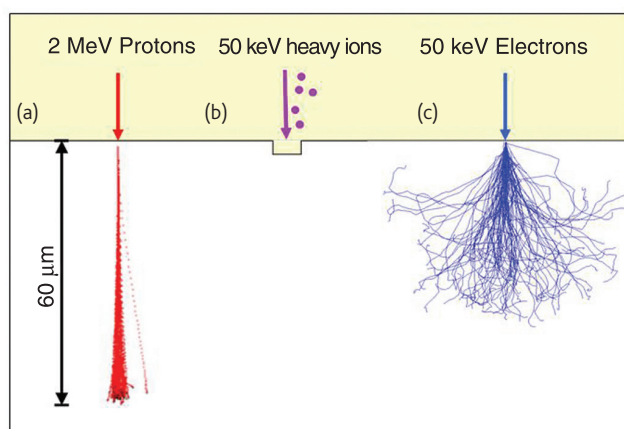 2 MeV Protons
50 keV heavy ions
50 keV Electrons
(a)
(b)
(c)
60 μm